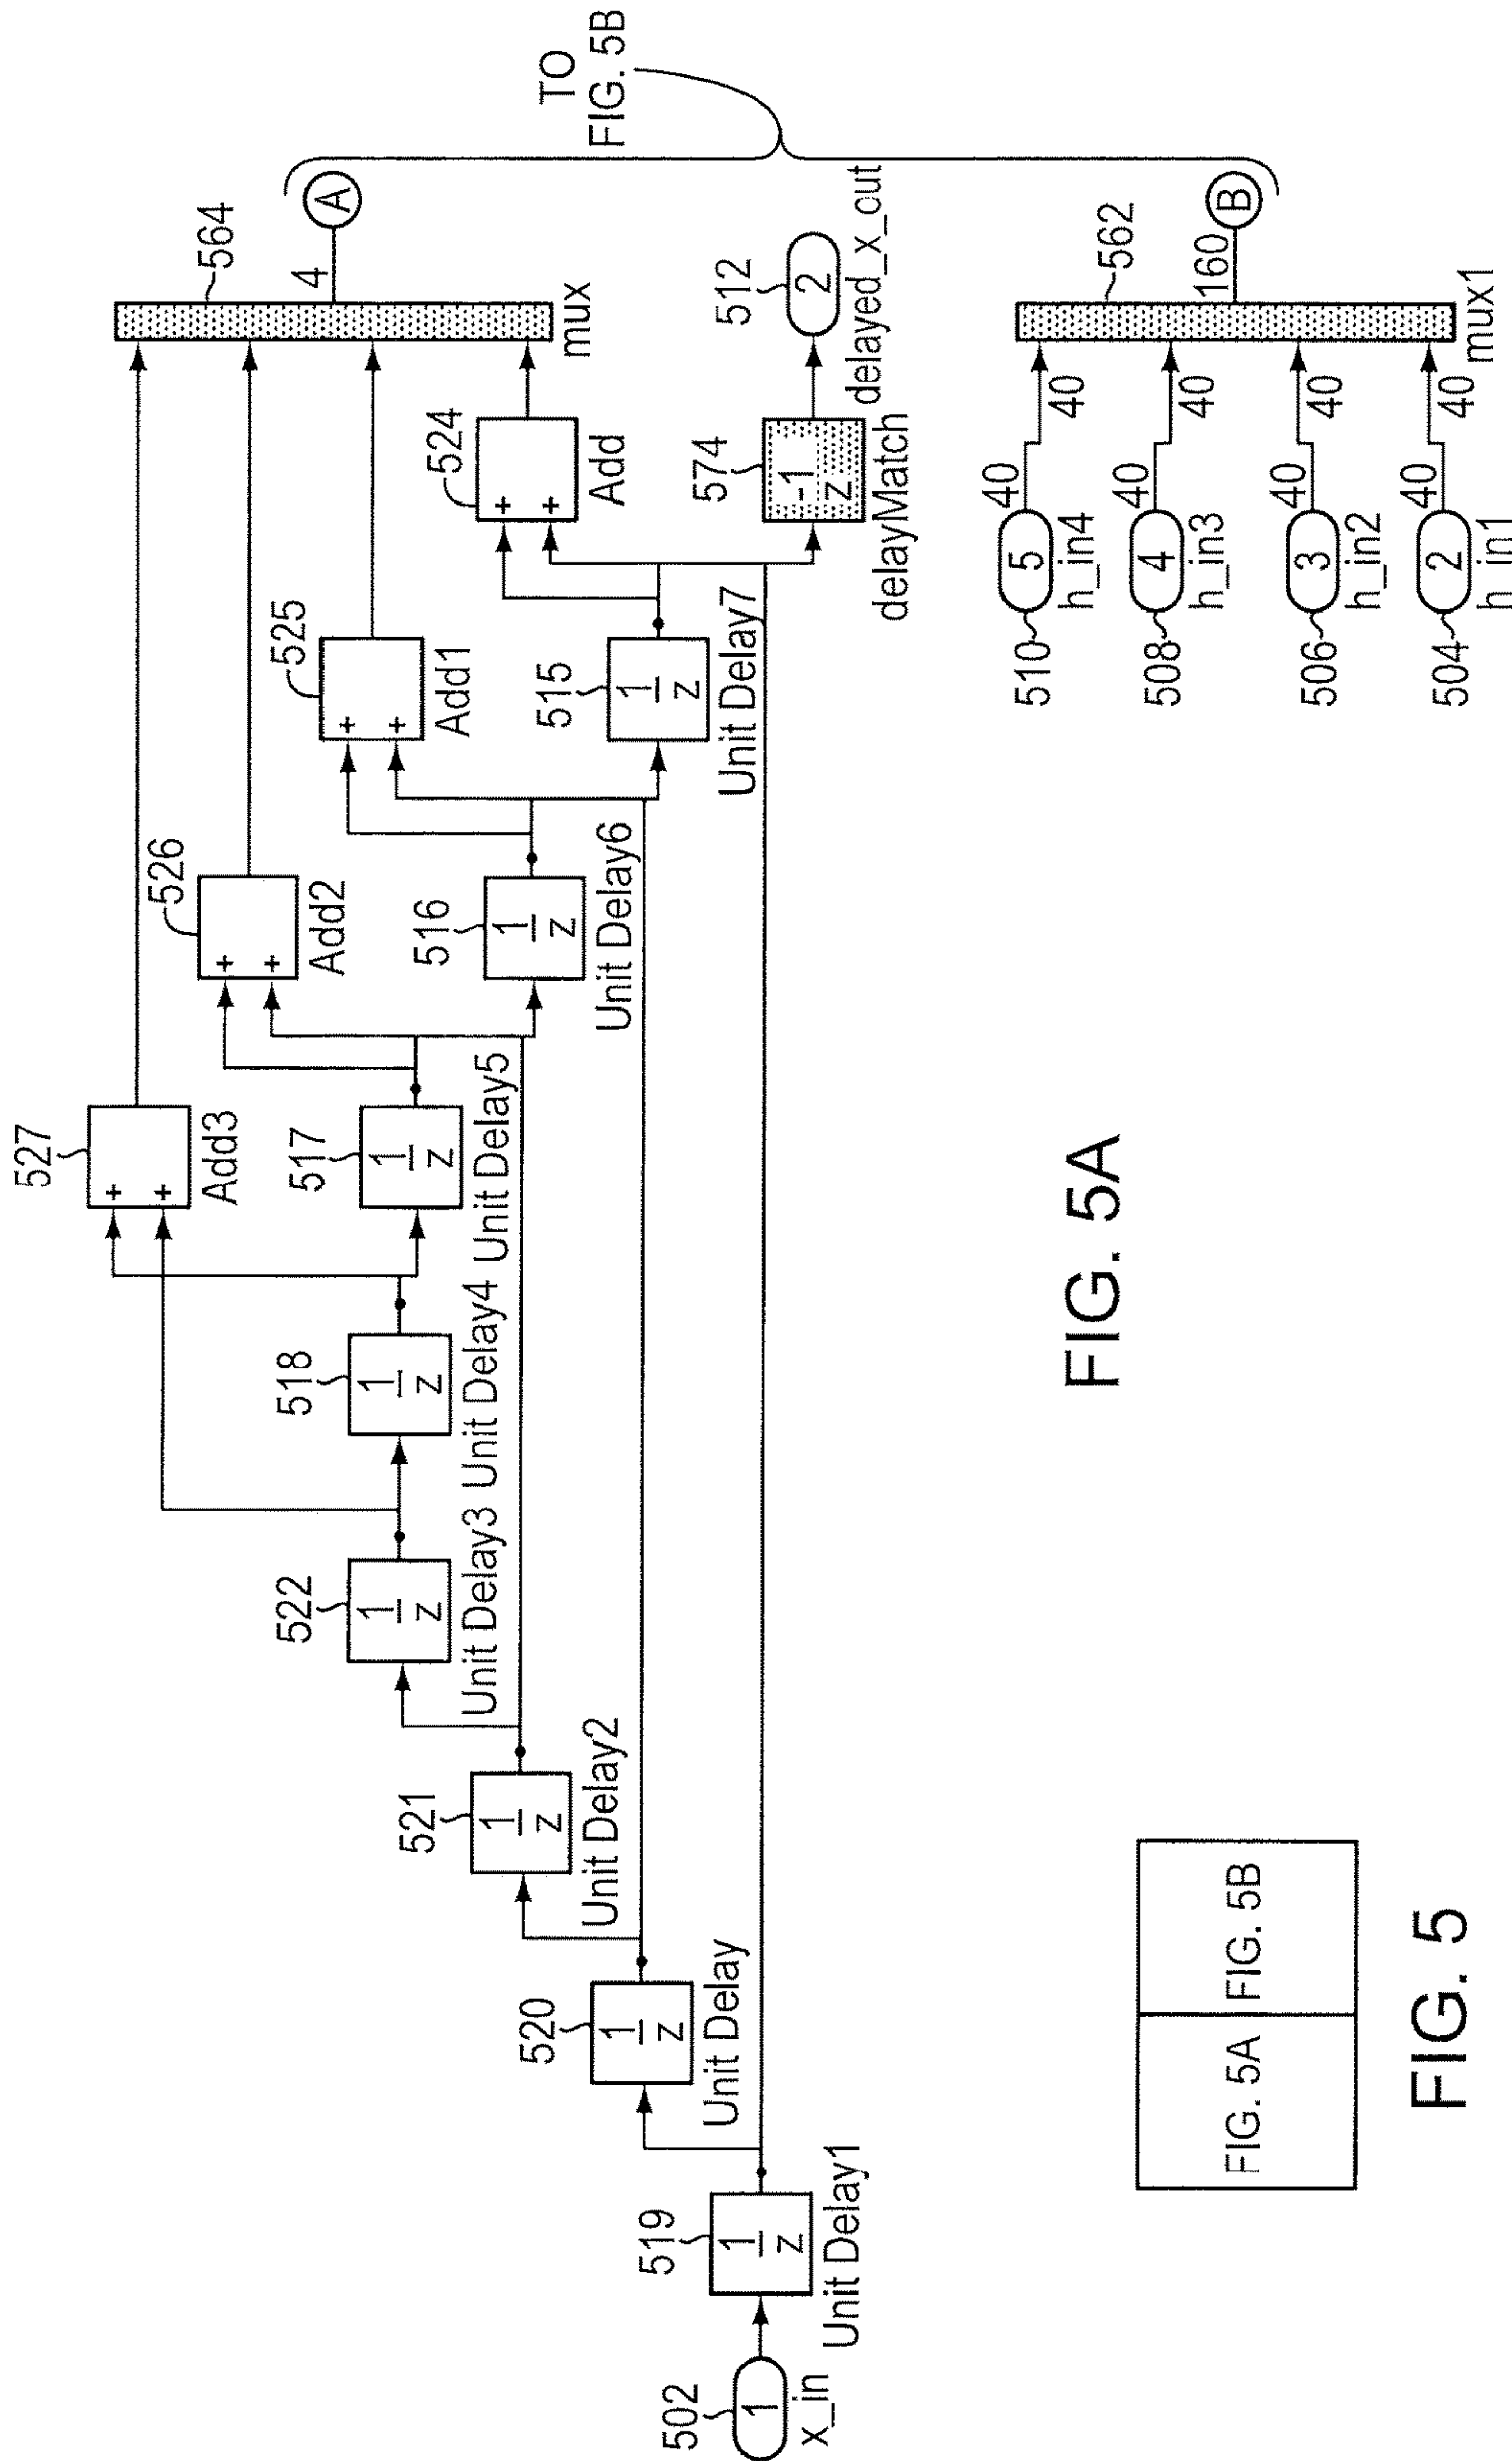 527
Add3
526
Add2
525
Add1
524
Add
564
mux
4
A
TO
FIG. 5B
522
1
z
Unit Delay3
518
1
z
Unit Delay4
517
1
z
Unit Delay5
521
1
z
Unit Delay2
516
1
z
Unit Delay6
520
1
z
Unit Delay
515
1
z
Unit Delay7
502
1
x_in
519
1
z
Unit Delay1
574
-1
z
delayMatch
512
2
delayed_x_out
510
5
40
h_in4
40
508
4
40
h_in3
40
506
3
40
h_in2
40
504
2
40
h_in1
40
562
mux1
160
B
+
+
+
+
+
+
+
+
FIG. 5A
FIG. 5A
FIG. 5B
FIG. 5